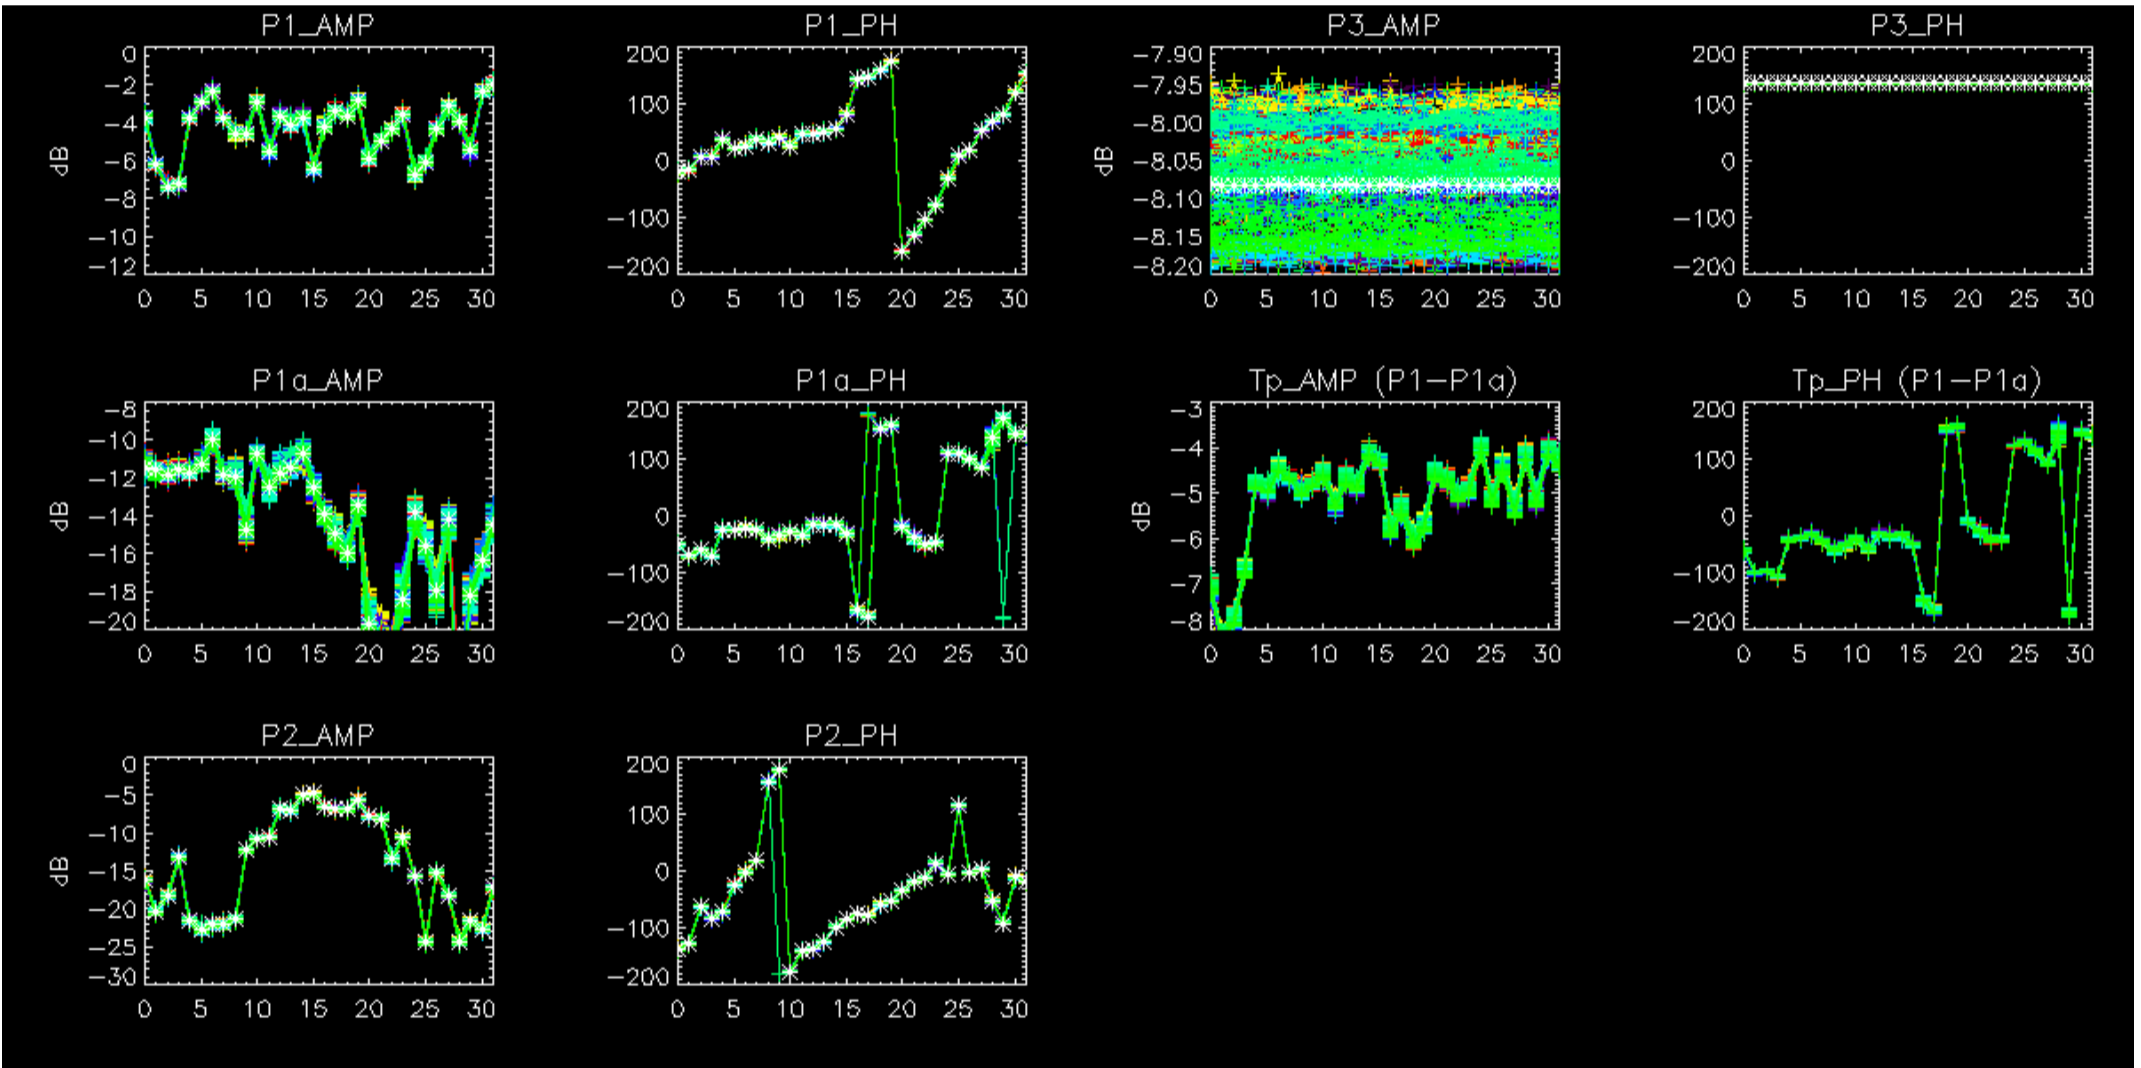 P1_AMP
0
−2
−4
−6
−8
−10
−12
dB
0 5 10 15 20 25 30
P1_PH
200
100
0
−100
−200
0 5 10 15 20 25 30
P3_AMP
−7.90
−7.95
−8.00
−8.05
−8.10
−8.15
−8.20
dB
0 5 10 15 20 25 30
P3_PH
200
100
0
−100
−200
0 5 10 15 20 25 30
P1a_AMP
−8
−10
−12
−14
−16
−18
−20
dB
0 5 10 15 20 25 30
P1a_PH
200
100
0
−100
−200
0 5 10 15 20 25 30
Tp_AMP (P1−P1a)
−3
−4
−5
−6
−7
−8
dB
0 5 10 15 20 25 30
Tp_PH (P1−P1a)
200
100
0
−100
−200
0 5 10 15 20 25 30
P2_AMP
0
−5
−10
−15
−20
−25
−30
dB
0 5 10 15 20 25 30
P2_PH
200
100
0
−100
−200
0 5 10 15 20 25 30